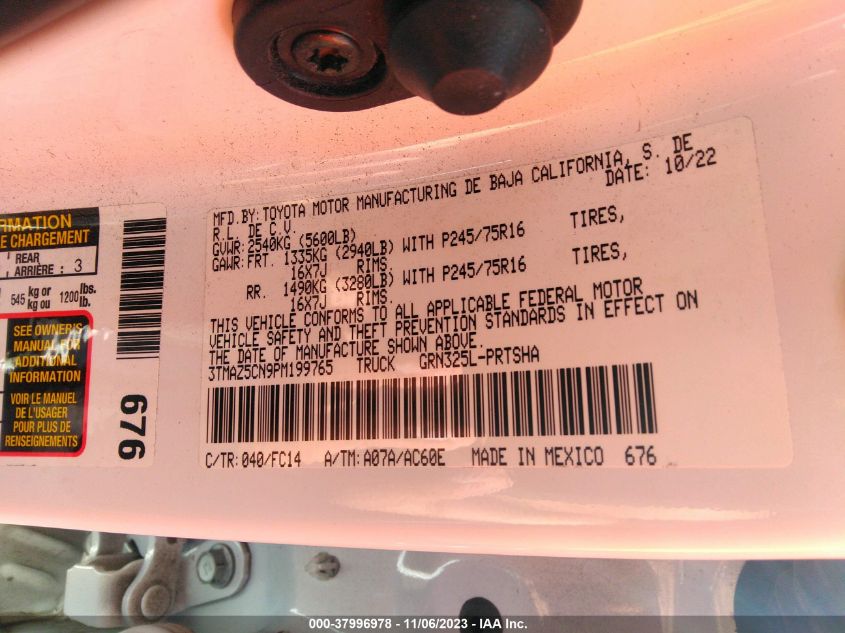 RMATION
E CHARGEMENT
REAR
ARRIÈRE : 3
545 kg or 1200 lbs.
kg ou lb.
SEE OWNER'S
MANUAL FOR
ADDITIONAL
INFORMATION
VOIR LE MANUEL
DE L'USAGER
POUR PLUS DE
RENSEIGNEMENTS
676
MFD.BY:TOYOTA MOTOR MANUFACTURING DE BAJA CALIFORNIA, S. DE
R.L. DE C.V. DATE: 10/22
GVWR:2540KG (5600LB)
GAWR:FRT. 1335KG (2940LB) WITH P245/75R16 TIRES,
16X7J RIMS.
RR. 1490KG (3280LB) WITH P245/75R16 TIRES,
16X7J RIMS.
THIS VEHICLE CONFORMS TO ALL APPLICABLE FEDERAL MOTOR
VEHICLE SAFETY AND THEFT PREVENTION STANDARDS IN EFFECT ON
THE DATE OF MANUFACTURE SHOWN ABOVE.
3TMAZ5CN9PM199765 TRUCK GRN325L-PRTSHA
C/TR:040/FC14 A/TM:A07A/AC60E MADE IN MEXICO 676
000-37996978 - 11/06/2023 - IAA Inc.